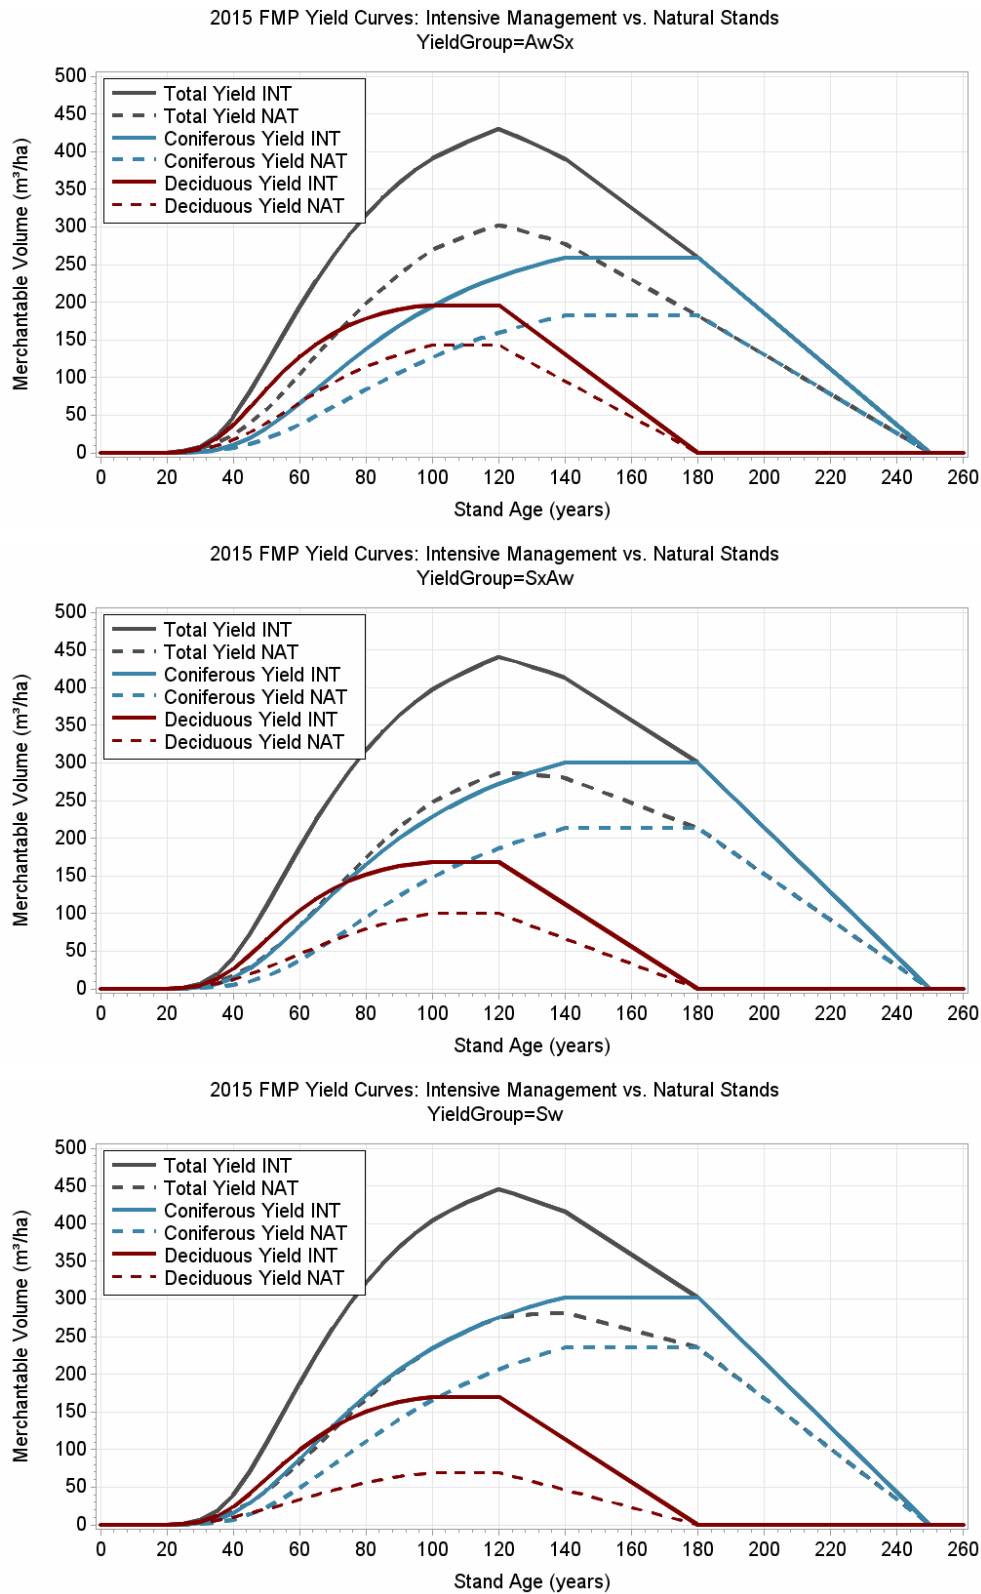 2015 FMP Yield Curves: Intensive Management vs. Natural Stands
YieldGroup=AwSx
Merchantable Volume (m³/ha)
500
450
400
350
300
250
200
150
100
50
0
Total Yield INT
Total Yield NAT
Coniferous Yield INT
Coniferous Yield NAT
Deciduous Yield INT
Deciduous Yield NAT
0 20 40 60 80 100 120 140 160 180 200 220 240 260
Stand Age (years)
2015 FMP Yield Curves: Intensive Management vs. Natural Stands
YieldGroup=SxAw
Merchantable Volume (m³/ha)
500
450
400
350
300
250
200
150
100
50
0
Total Yield INT
Total Yield NAT
Coniferous Yield INT
Coniferous Yield NAT
Deciduous Yield INT
Deciduous Yield NAT
0 20 40 60 80 100 120 140 160 180 200 220 240 260
Stand Age (years)
2015 FMP Yield Curves: Intensive Management vs. Natural Stands
YieldGroup=Sw
Merchantable Volume (m³/ha)
500
450
400
350
300
250
200
150
100
50
0
Total Yield INT
Total Yield NAT
Coniferous Yield INT
Coniferous Yield NAT
Deciduous Yield INT
Deciduous Yield NAT
0 20 40 60 80 100 120 140 160 180 200 220 240 260
Stand Age (years)